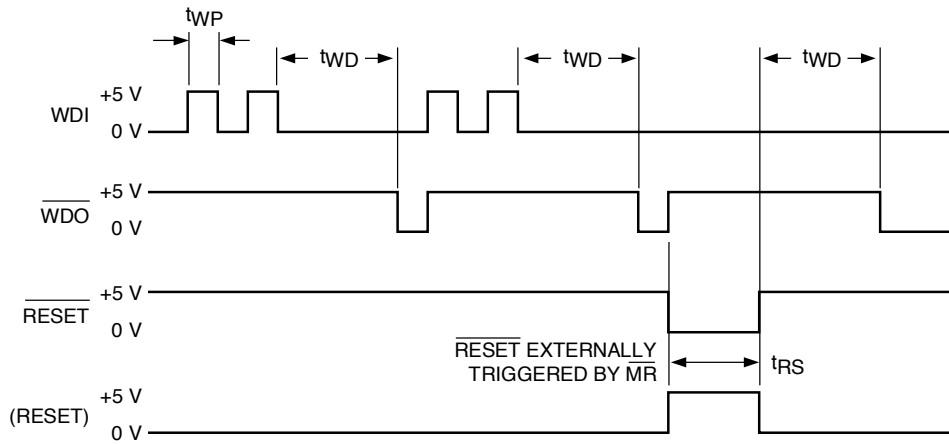 tWP
tWD
tWD
tWD
+5 V
WDI
0 V
+5 V
WDO
0 V
+5 V
RESET
0 V
RESET EXTERNALLY
TRIGGERED BY MR
tRS
+5 V
(RESET)
0 V